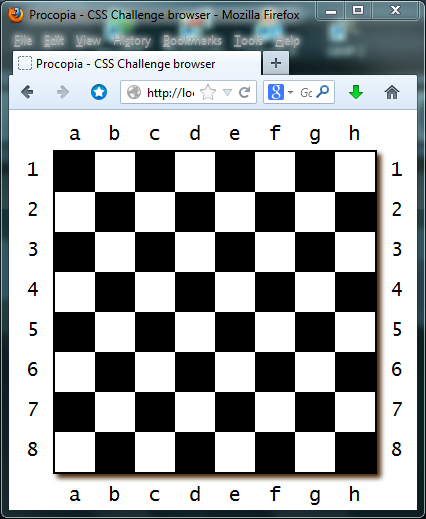 Procopia - CSS Challenge browser - Mozilla Firefox
File Edit View History Bookmarks Tools Help
Procopia - CSS Challenge browser
http://lo
a b c d e f g h
1 1
2 2
3 3
4 4
5 5
6 6
7 7
8 8
a b c d e f g h